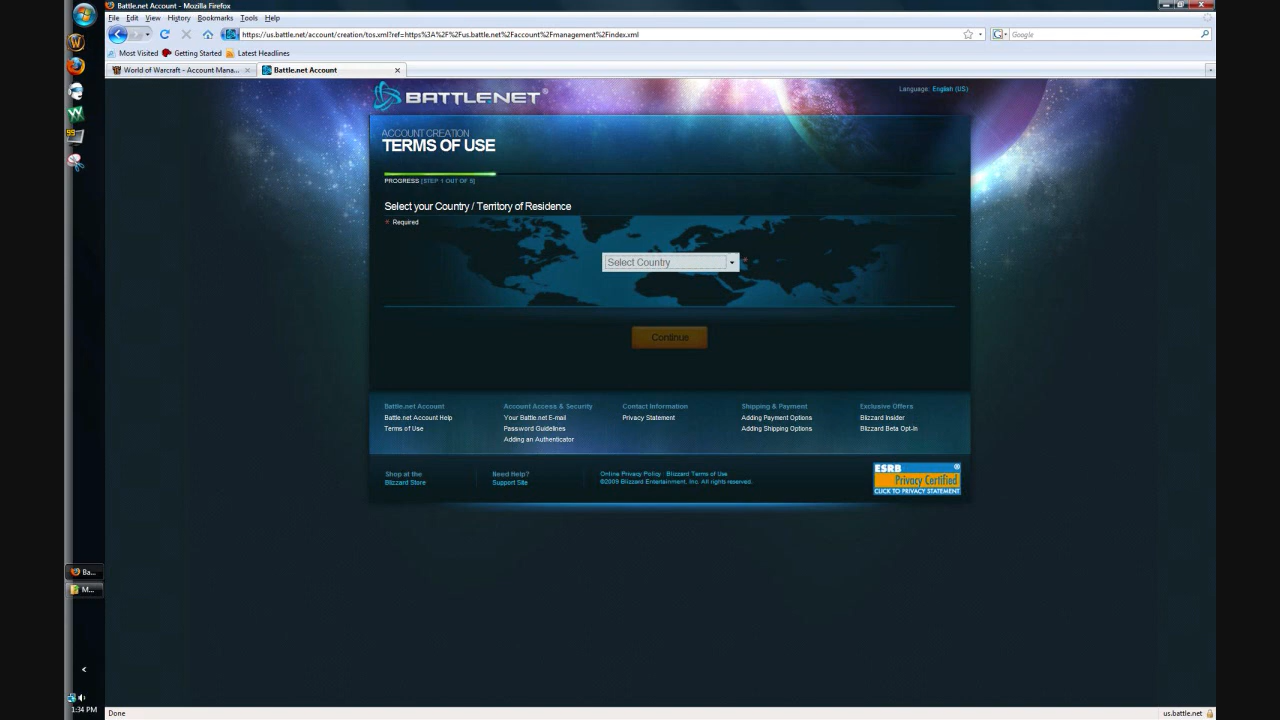 Battle.net Account - Mozilla Firefox
File Edit View History Bookmarks Tools Help
https://us.battle.net/account/creation/tos.xml?ref=https%3A%2F%2Fus.battle.net%2Faccount%2Fmanagement%2Findex.xml
Google
Most Visited Getting Started Latest Headlines
World of Warcraft - Account Mana...
Battle.net Account
BATTLE.NET®
Language: English (US)
ACCOUNT CREATION
TERMS OF USE
PROGRESS [STEP 1 OUT OF 5]
Select your Country / Territory of Residence
* Required
Select Country
*
Continue
Battle.net Account
Battle.net Account Help
Terms of Use
Account Access & Security
Your Battle.net E-mail
Password Guidelines
Adding an Authenticator
Contact Information
Privacy Statement
Shipping & Payment
Adding Payment Options
Adding Shipping Options
Exclusive Offers
Blizzard Insider
Blizzard Beta Opt-In
Shop at the
Blizzard Store
Need Help?
Support Site
Online Privacy Policy Blizzard Terms of Use
©2009 Blizzard Entertainment, Inc. All rights reserved.
ESRB ®
Privacy Certified
CLICK TO PRIVACY STATEMENT
99
Ba...
M...
1:34 PM
Done
us.battle.net